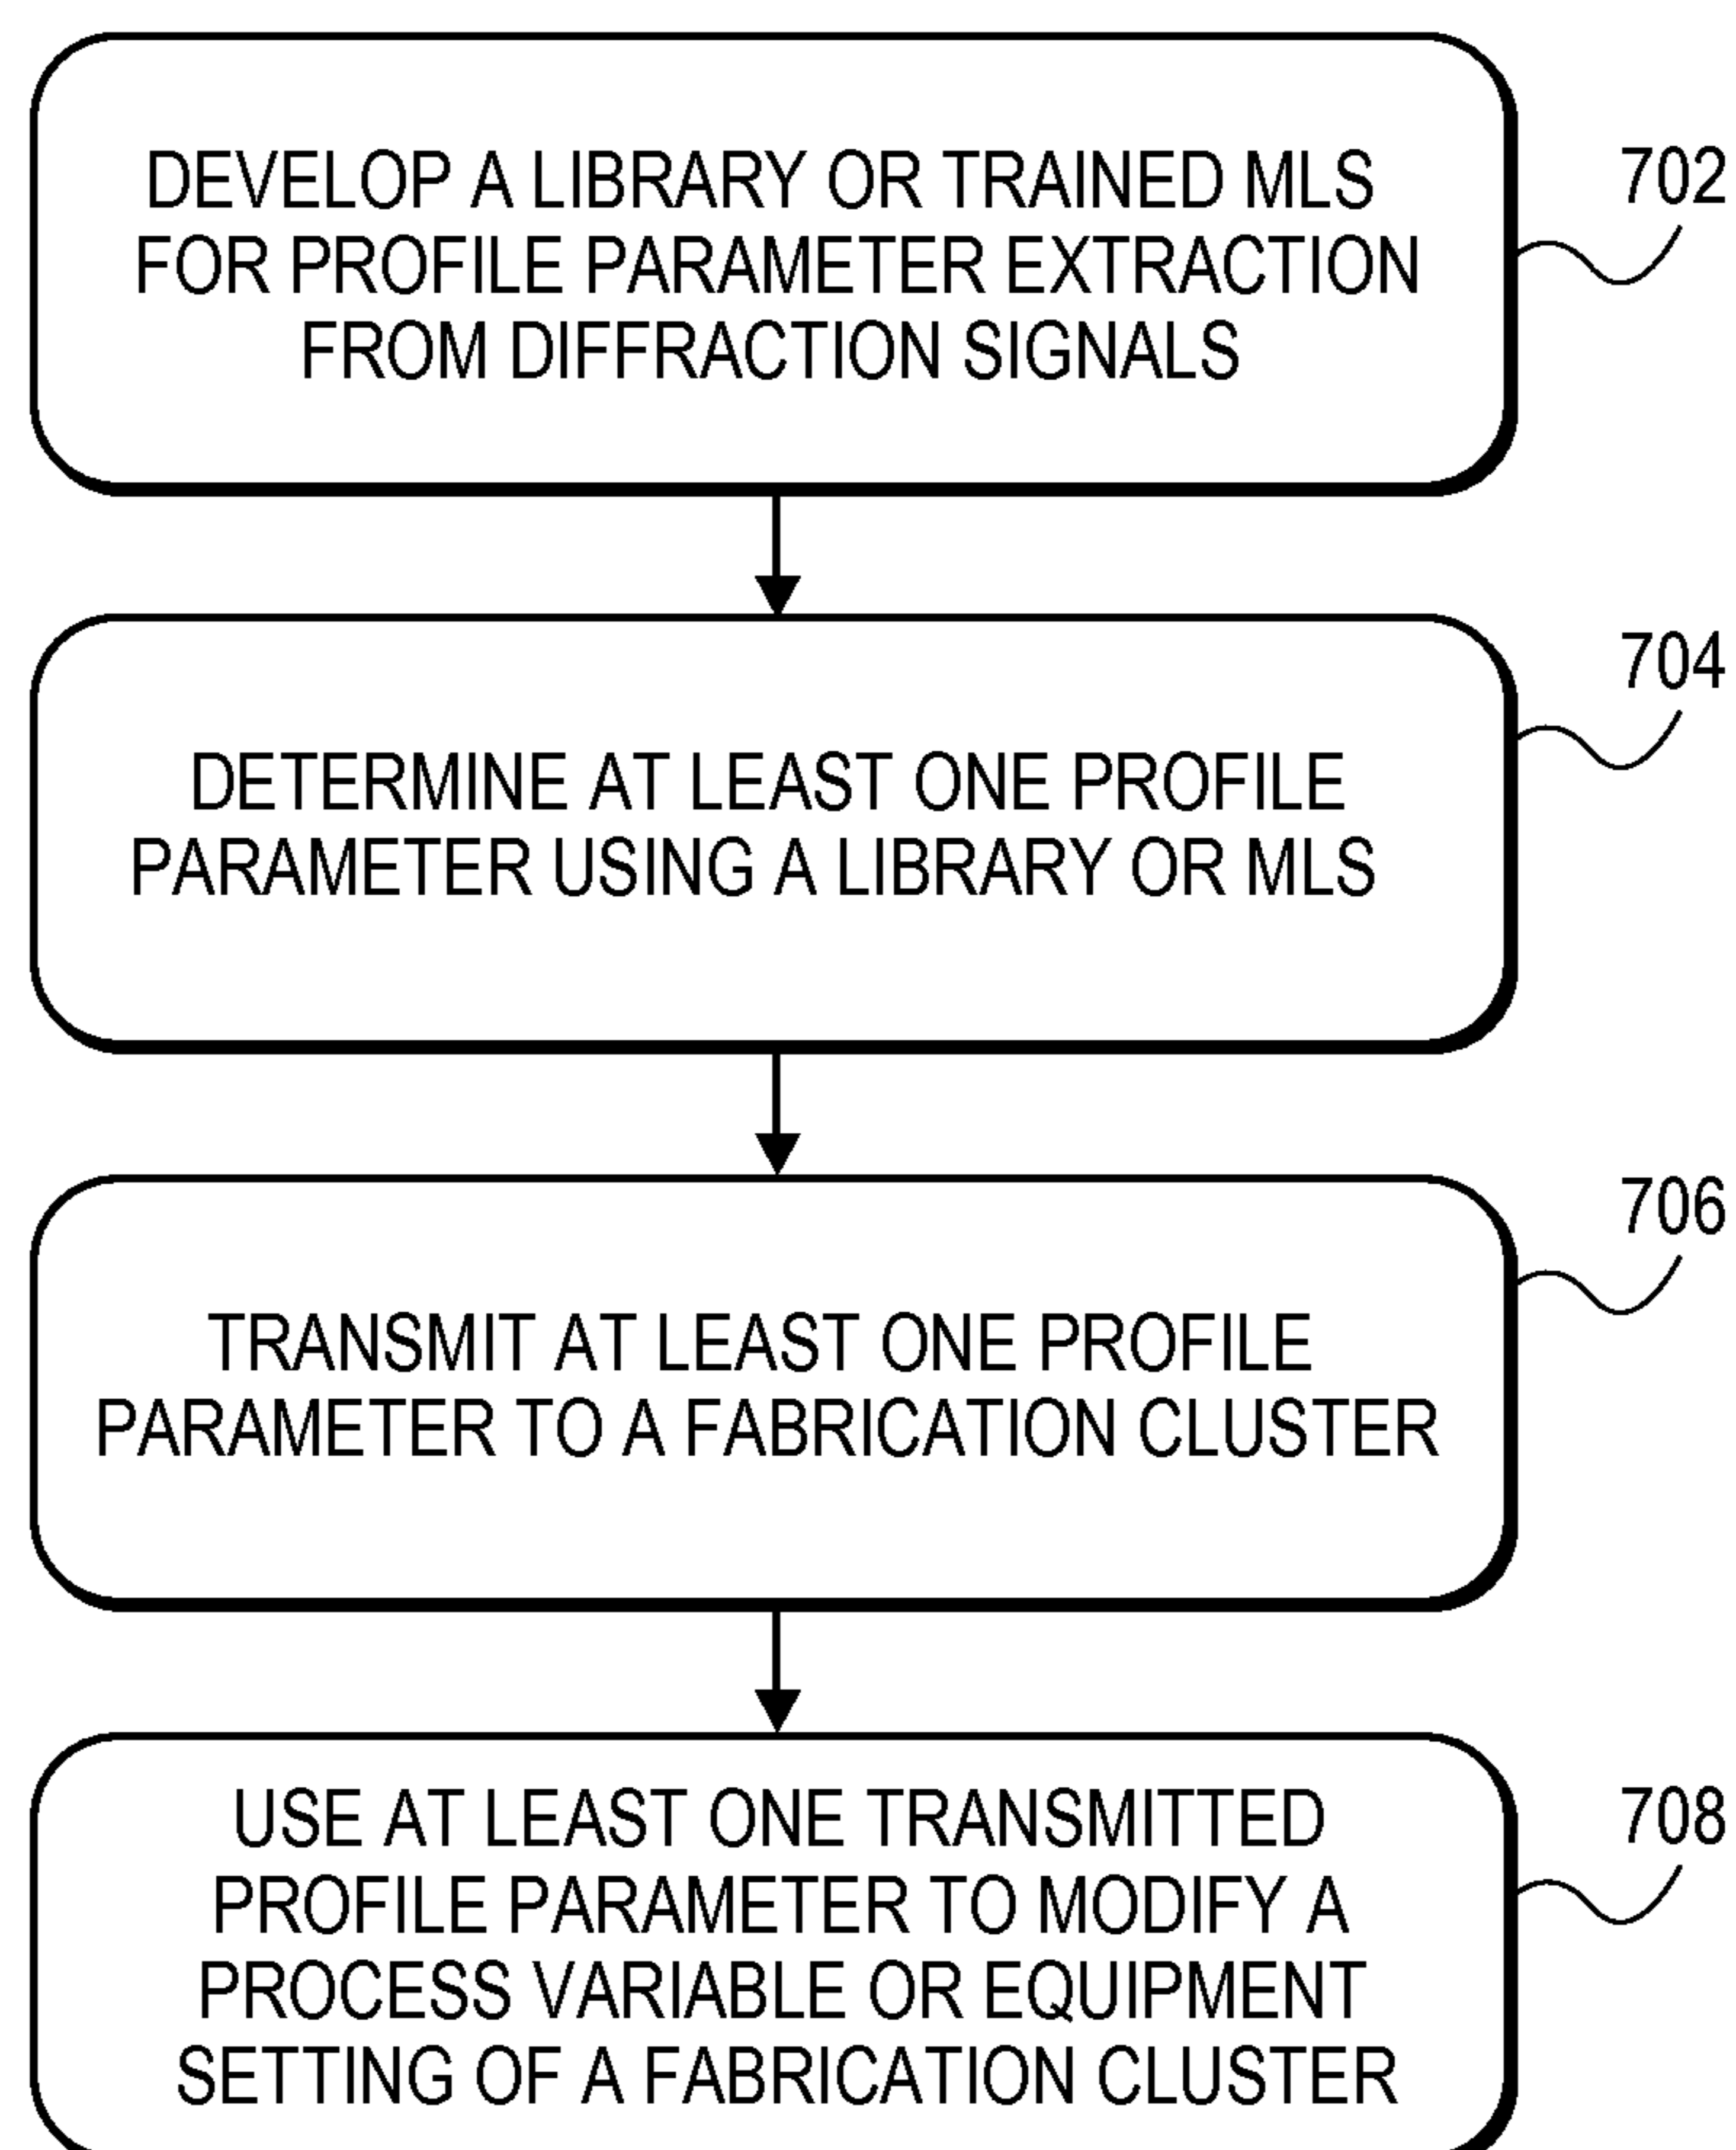 DEVELOP A LIBRARY OR TRAINED MLS
FOR PROFILE PARAMETER EXTRACTION
FROM DIFFRACTION SIGNALS
702
DETERMINE AT LEAST ONE PROFILE
PARAMETER USING A LIBRARY OR MLS
704
TRANSMIT AT LEAST ONE PROFILE
PARAMETER TO A FABRICATION CLUSTER
706
USE AT LEAST ONE TRANSMITTED
PROFILE PARAMETER TO MODIFY A
PROCESS VARIABLE OR EQUIPMENT
SETTING OF A FABRICATION CLUSTER
708